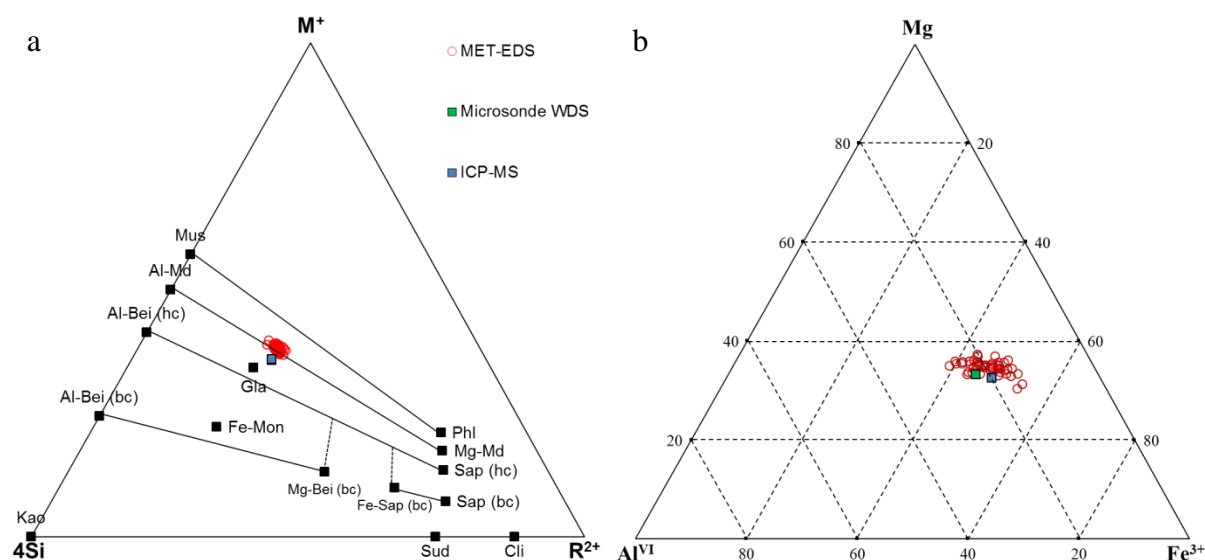 a
M⁺
MET-EDS
Microsonde WDS
ICP-MS
Mus
Al-Md
Al-Bei (hc)
Al-Bei (bc)
Gla
Fe-Mon
Mg-Bei (bc)
Fe-Sap (bc)
Phl
Mg-Md
Sap (hc)
Sap (bc)
Kao
4Si
Sud
Cli
R²⁺
b
Mg
80
20
60
40
40
60
20
80
Al^VI
80
60
40
20
Fe³⁺